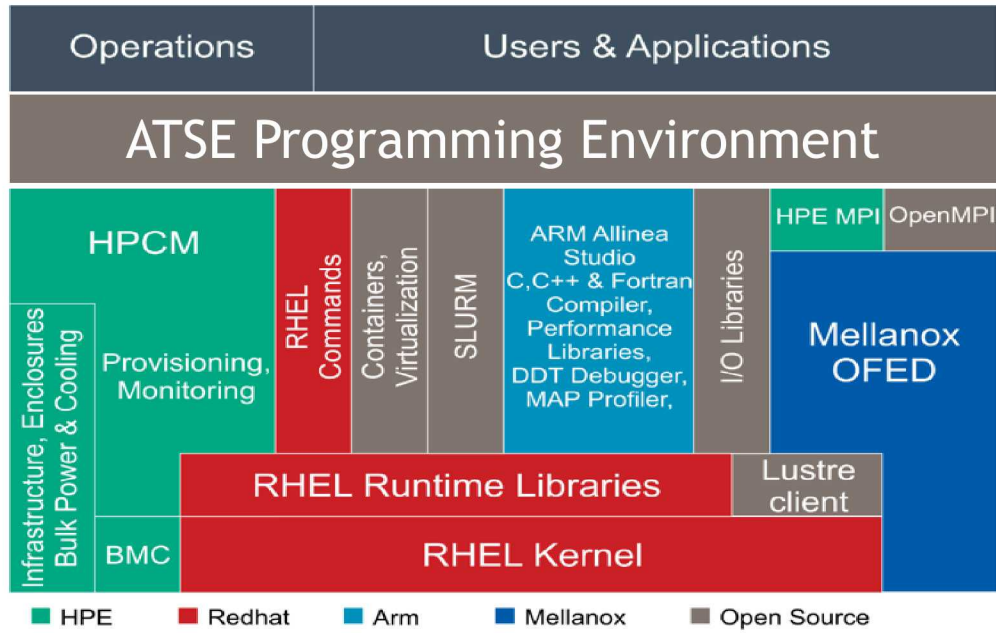 Operations
Users & Applications
ATSE Programming Environment
HPCM
Provisioning,
Monitoring
Infrastructure, Enclosures
Bulk Power & Cooling
BMC
RHEL
Commands
Containers,
Virtualization
SLURM
ARM Allinea
Studio
C,C++ & Fortran
Compiler,
Performance
Libraries,
DDT Debugger,
MAP Profiler,
I/O Libraries
HPE MPI
OpenMPI
Mellanox
OFED
RHEL Runtime Libraries
Lustre
client
RHEL Kernel
HPE
Redhat
Arm
Mellanox
Open Source